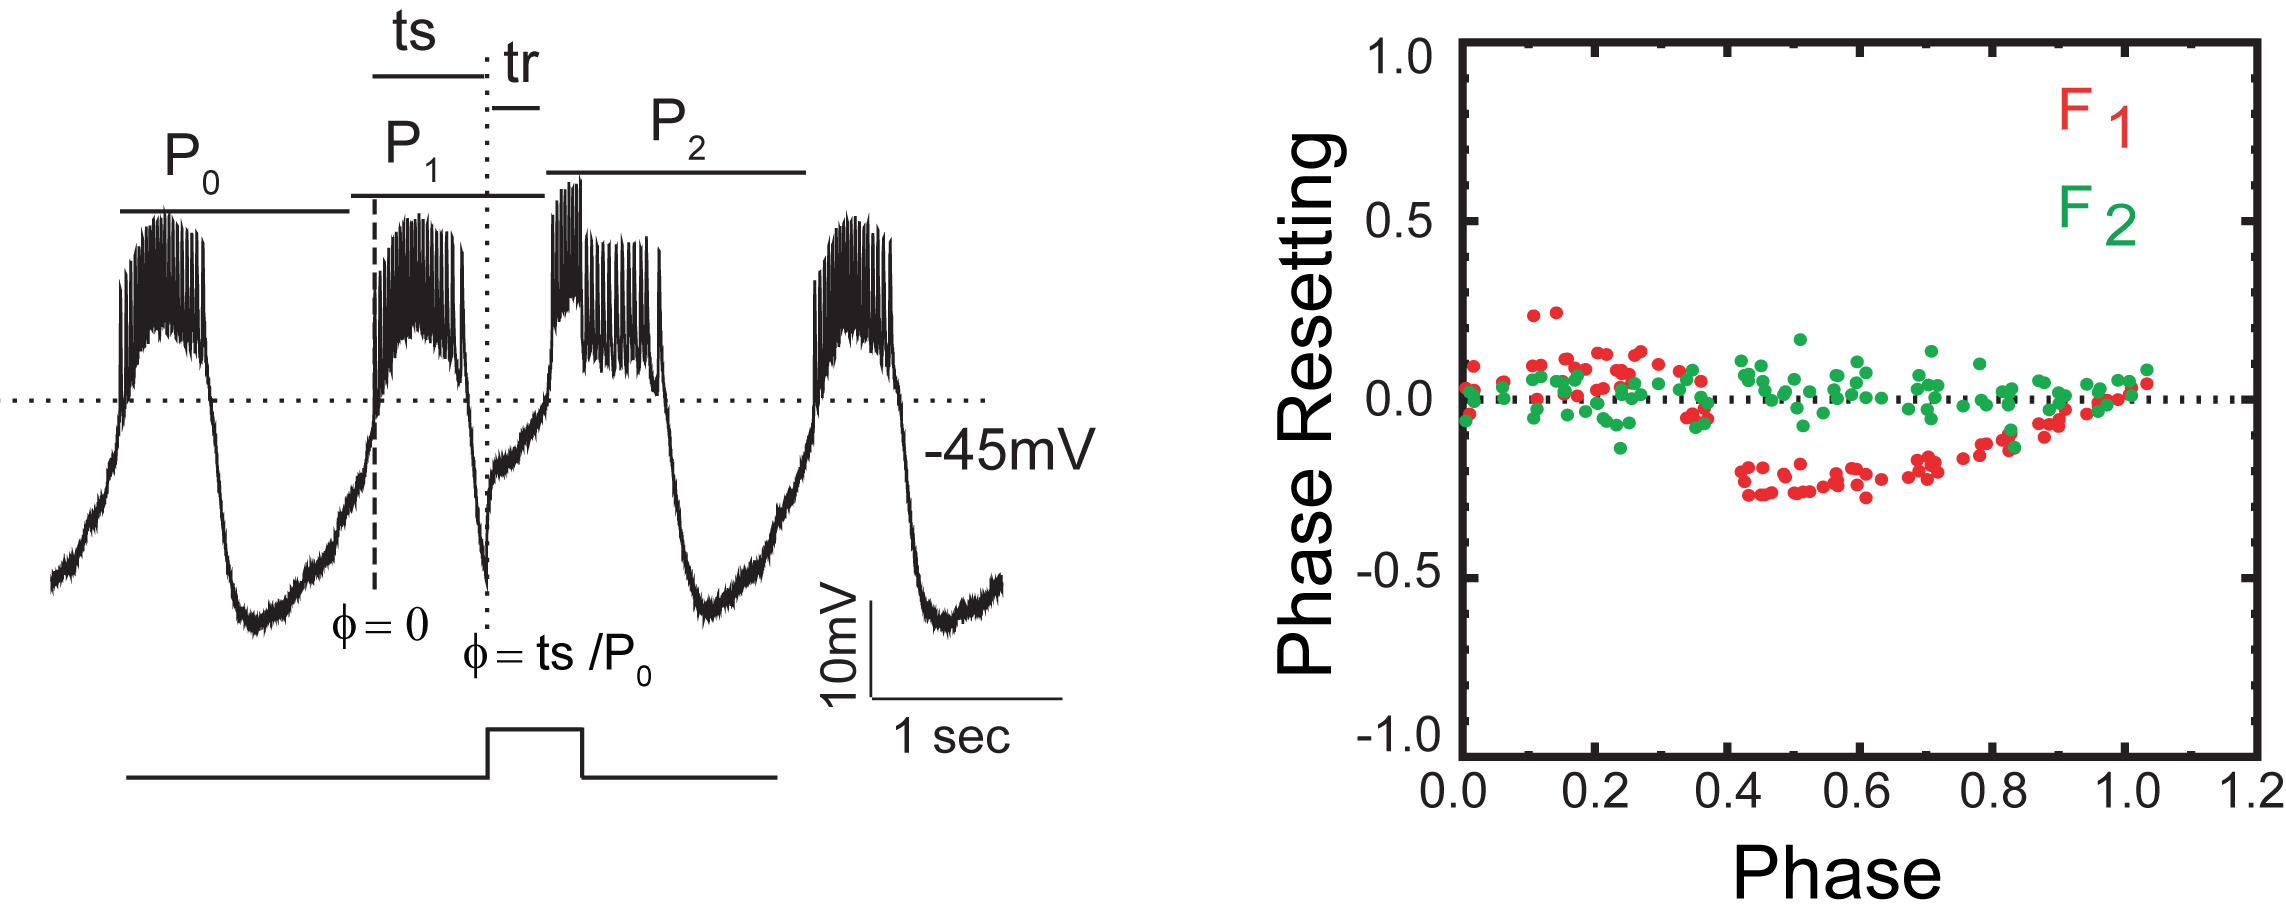 ts
tr
P0
P1
P2
-45mV
ϕ = 0
ϕ = ts /P0
10mV
1 sec
1.0
0.5
0.0
-0.5
-1.0
Phase Resetting
F 1
F 2
0.0 0.2 0.4 0.6 0.8 1.0 1.2
Phase